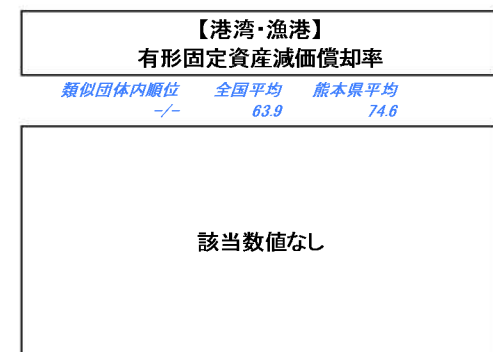 【港湾・漁港】
有形固定資産減価償却率
類似団体内順位 全国平均 熊本県平均
-/- 63.9 74.6
該当数値なし